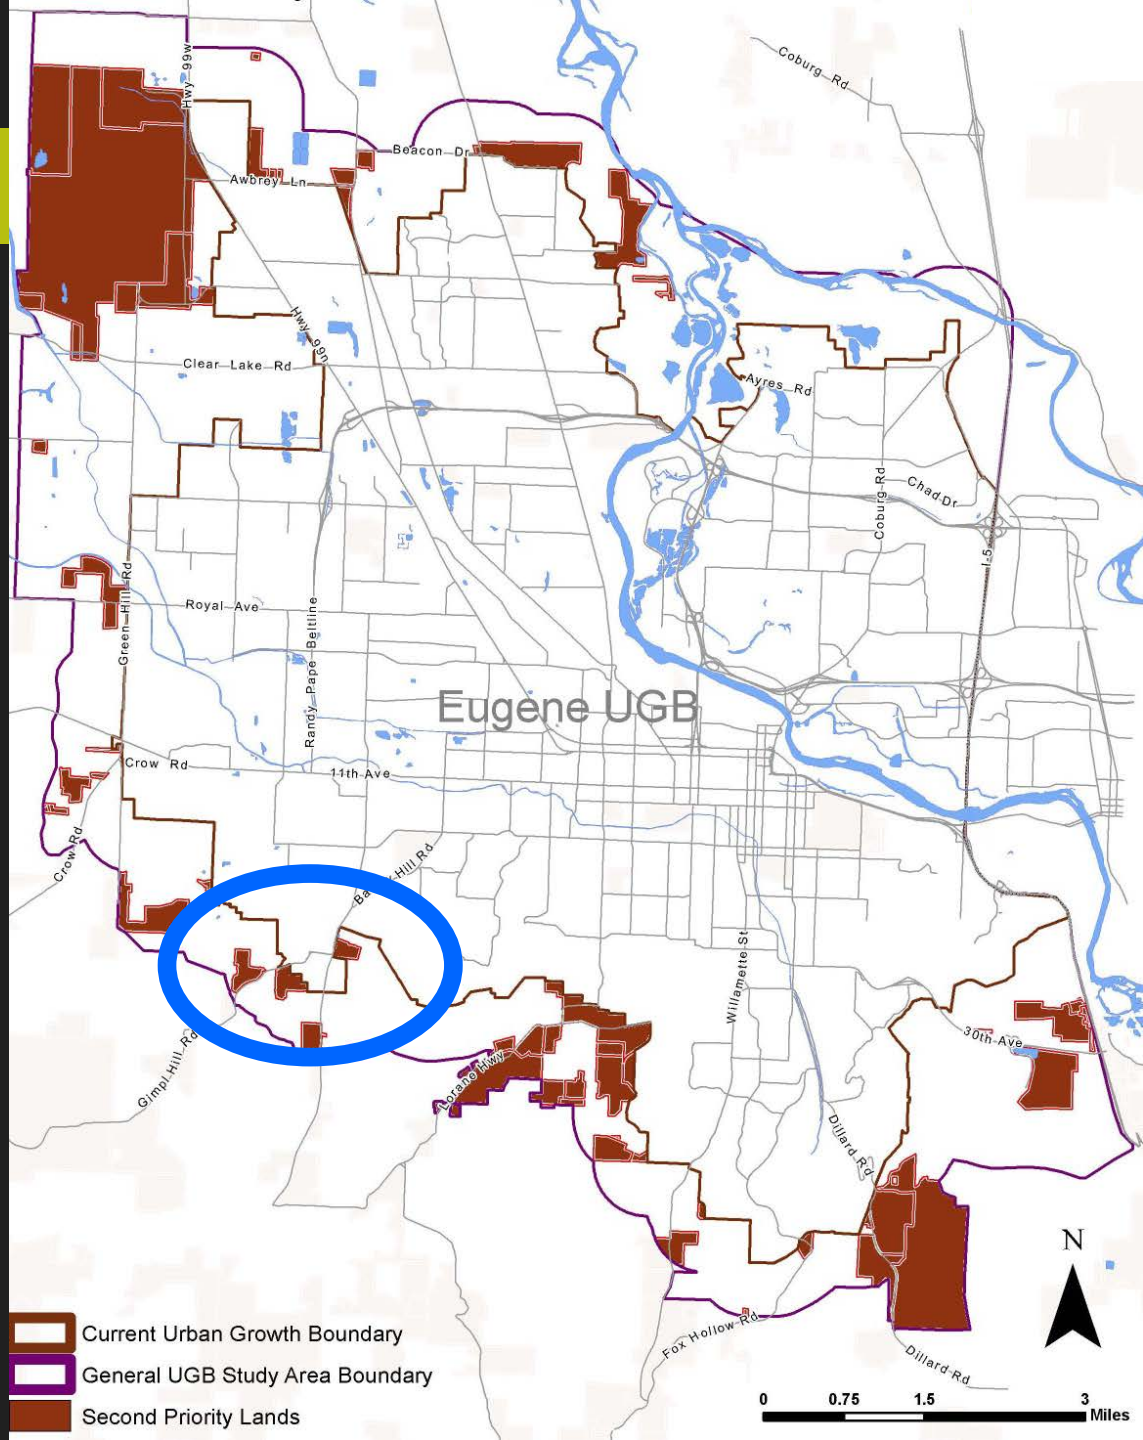 Coburg Rd
Hwy 99w
Beacon Dr
Awbrey Ln
Hwy 99n
Clear Lake Rd
Ayres Rd
Coburg Rd
Chad Dr
I-5
Green Hill Rd
Royal Ave
Randy Pape Beltline
Eugene UGB
Crow Rd
11th Ave
Crow Rd
Hill Rd
Willamette St
30th Ave
Gimpl Hill Rd
Lorane Hwy
Dillard Rd
N
Fox Hollow Rd
Dillard Rd
Current Urban Growth Boundary
General UGB Study Area Boundary
Second Priority Lands
0 0.75 1.5 3
Miles